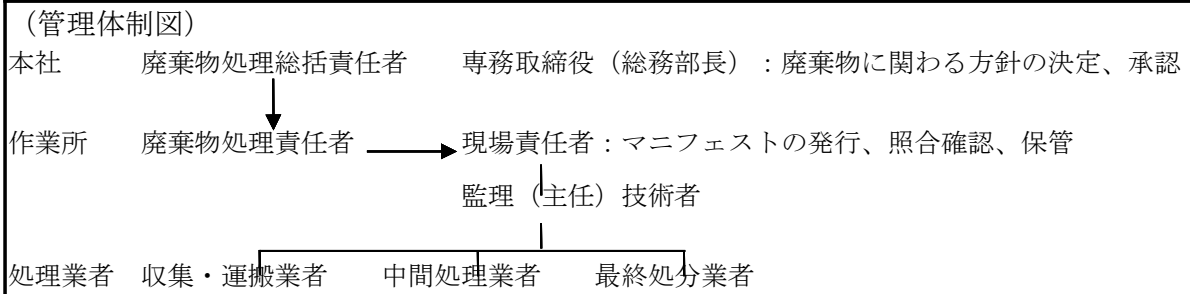 （管理体制図）
本社 廃棄物処理総括責任者 専務取締役（総務部長）：廃棄物に関わる方針の決定、承認
作業所 廃棄物処理責任者 現場責任者：マニフェストの発行、照合確認、保管
監理（主任）技術者
処理業者 収集・運搬業者 中間処理業者 最終処分業者